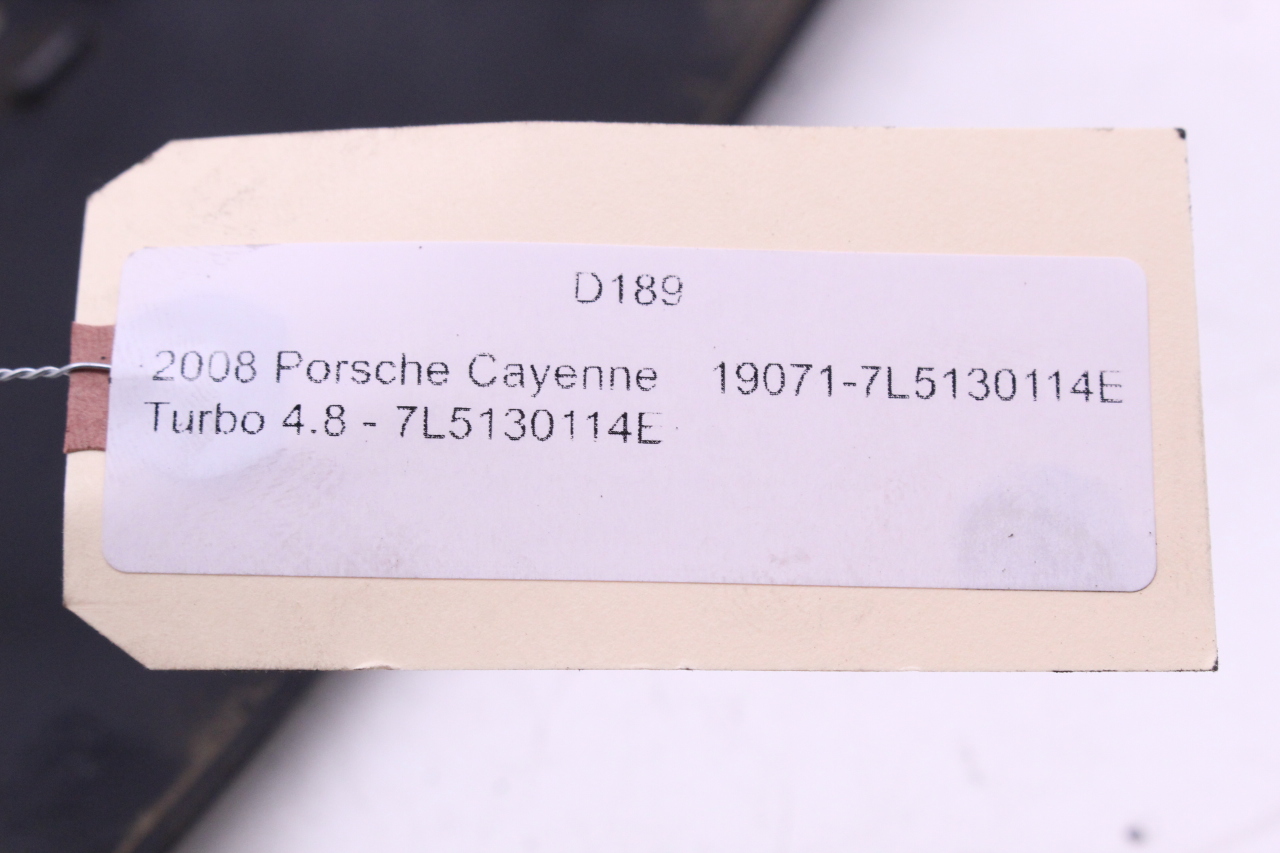 D189
2008 Porsche Cayenne 19071-7L5130114E
Turbo 4.8 - 7L5130114E